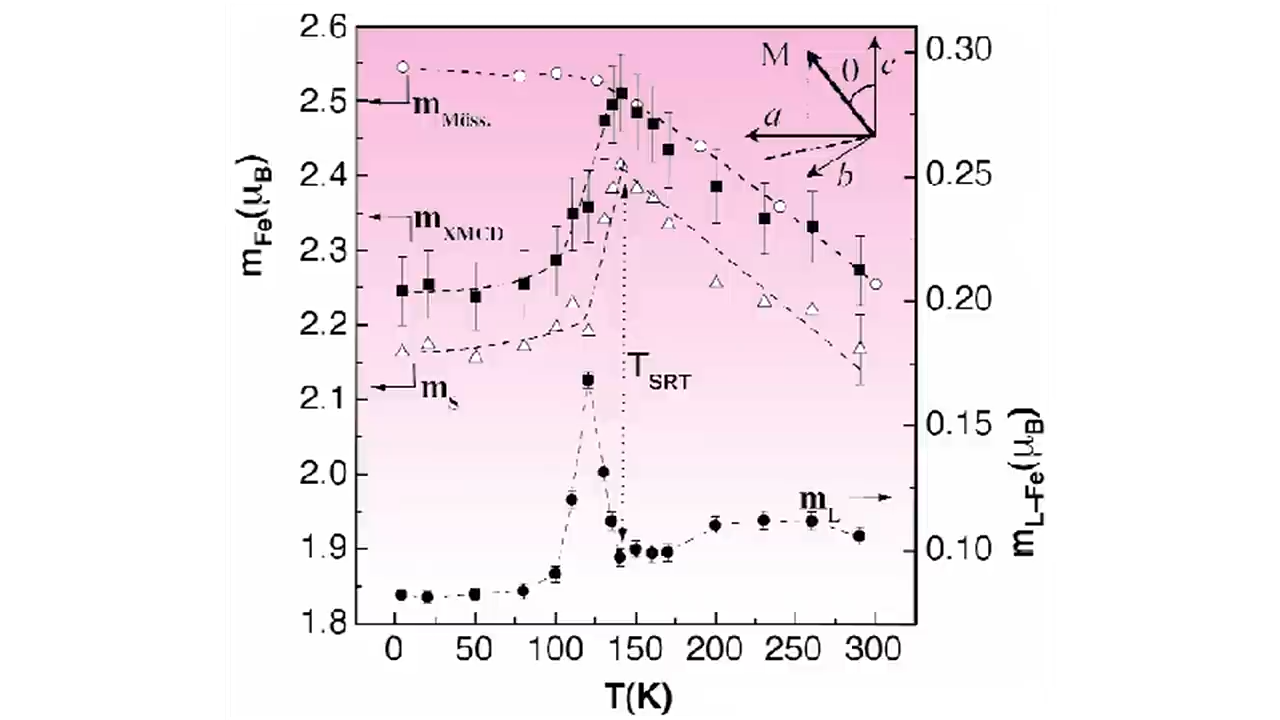 2.6
2.5
2.4
2.3
2.2
2.1
2.0
1.9
1.8
m_Fe(μ_B)
0.30
0.25
0.20
0.15
0.10
m_L–Fe(μ_B)
0 50 100 150 200 250 300
T(K)
m_Möss.
m_XMCD
m_S
T_SRT
m_L
M θ c
a
b